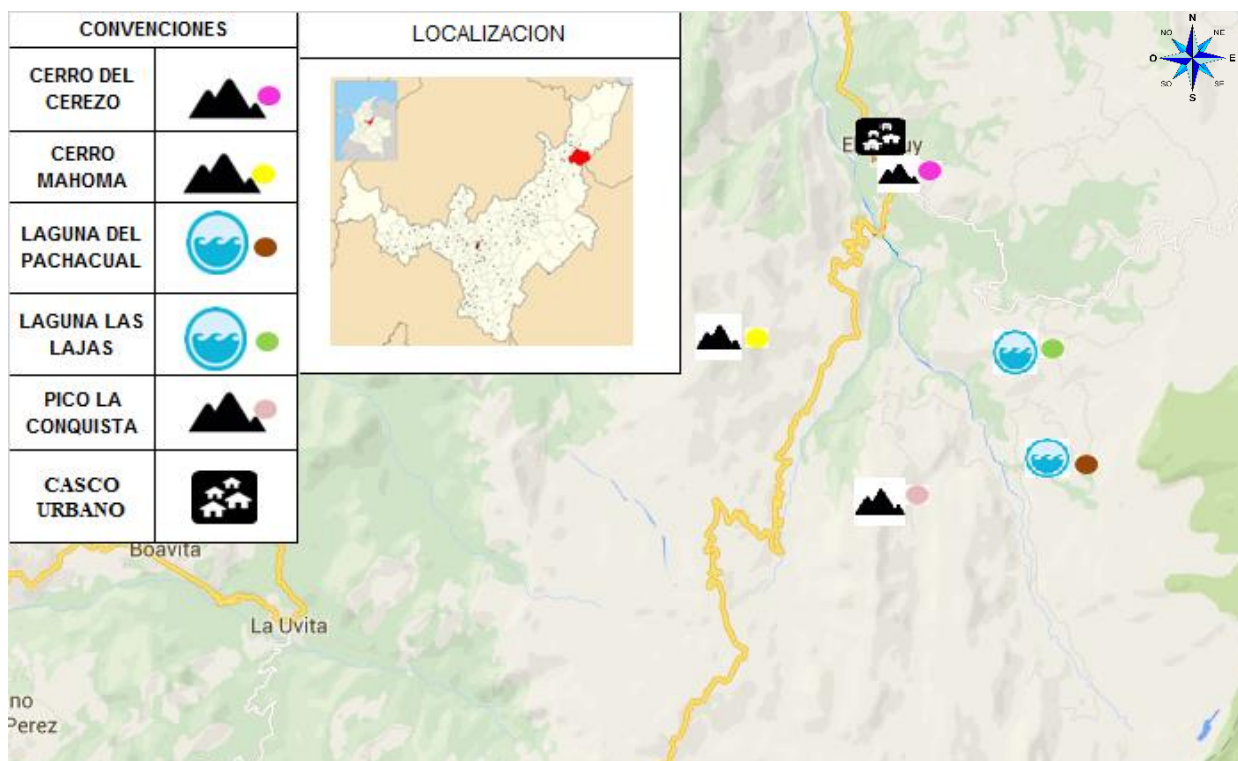 CONVENCIONES
CERRO DEL
CEREZO
CERRO
MAHOMA
LAGUNA DEL
PACHACUAL
LAGUNA LAS
LAJAS
PICO LA
CONQUISTA
CASCO
URBANO
LOCALIZACION
N
NO
NE
O
E
SO
SE
S
Boavita
La Uvita
no
Perez